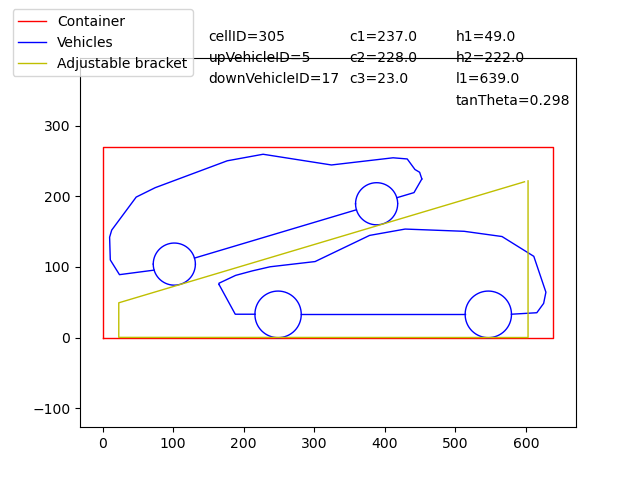 Container
Vehicles
Adjustable bracket
cellID=305 c1=237.0 h1=49.0
upVehicleID=5 c2=228.0 h2=222.0
downVehicleID=17 c3=23.0 l1=639.0
tanTheta=0.298
300
200
100
0
−100
0 100 200 300 400 500 600